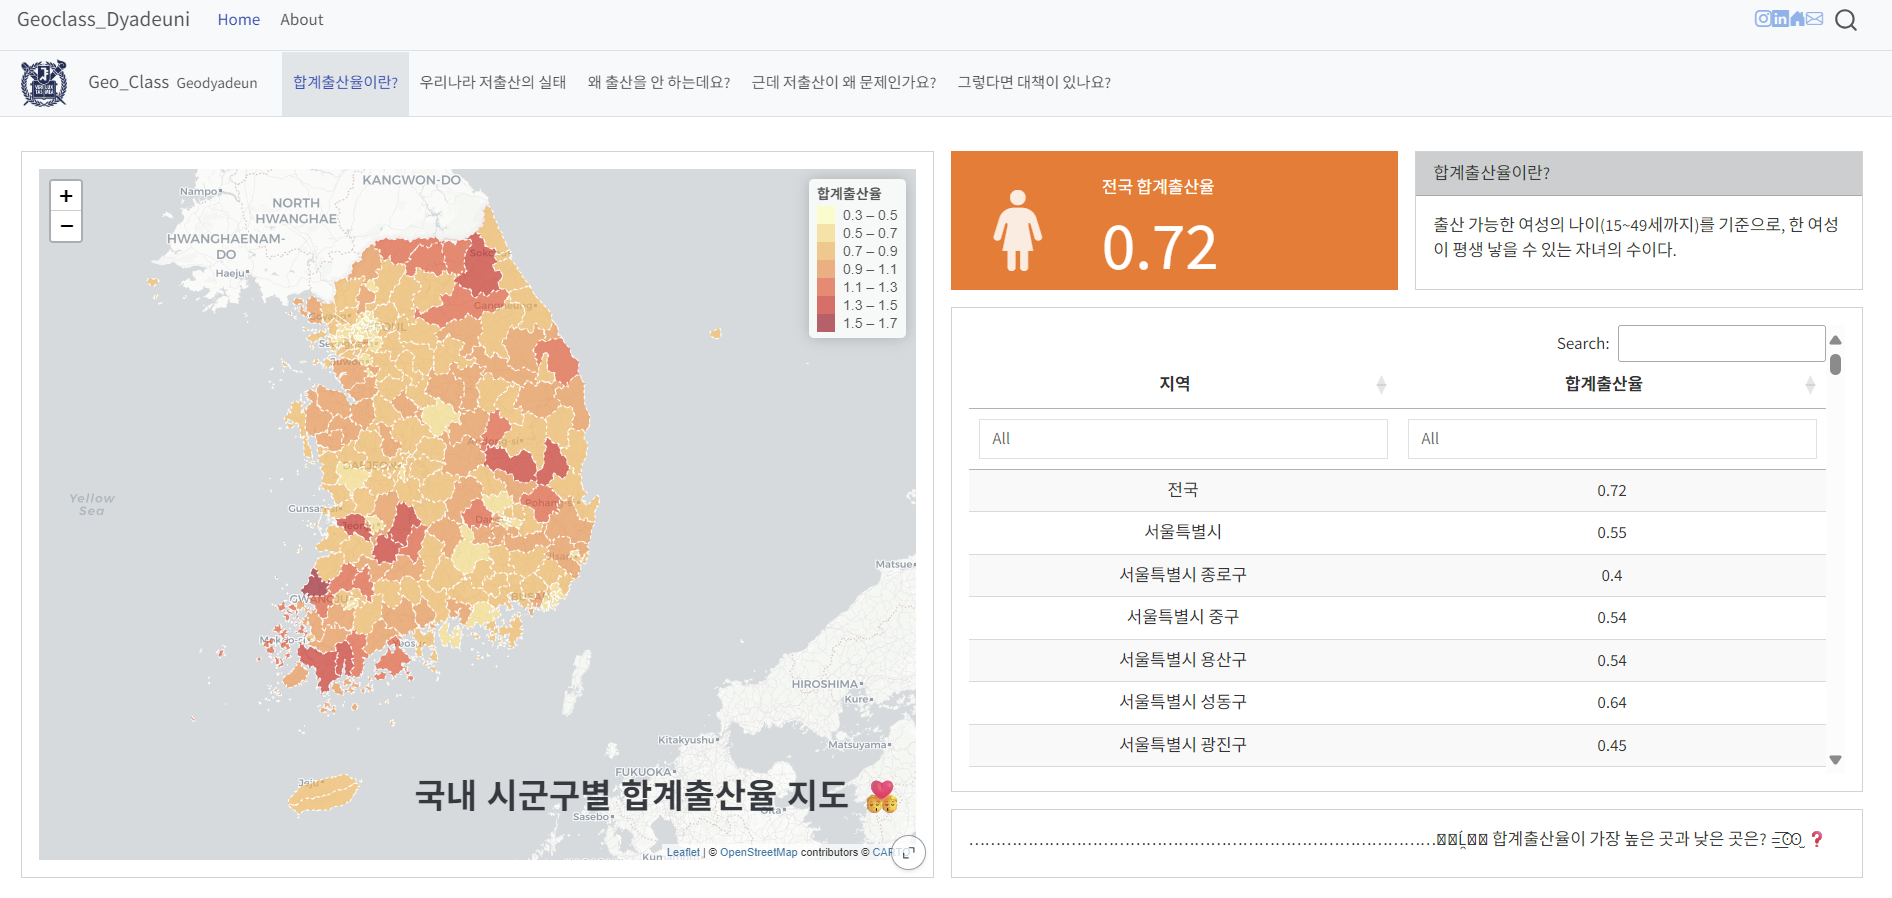 Geoclass_Dyadeuni Home About
Geo_Class Geodyadeun 합계출산율이란? 우리나라 저출산의 실태 왜 출산을 안 하는데요? 근데 저출산이 왜 문제인가요? 그렇다면 대책이 있나요?
+
−
KANGWON-DO
Nampo
NORTH
HWANGHAE
HWANGHAENAM-
DO
Haeju
합계출산율
0.3 – 0.5
0.5 – 0.7
0.7 – 0.9
0.9 – 1.1
1.1 – 1.3
1.3 – 1.5
1.5 – 1.7
Yellow
Sea
Matsue
HIROSHIMA
Kure
Kitakyushu
Matsuyama
FUKUOKA
Jeju
국내 시군구별 합계출산율 지도 💏
Sasebo
Leaflet | © OpenStreetMap contributors © CARTO
전국 합계출산율
0.72
합계출산율이란?
출산 가능한 여성의 나이(15~49세까지)를 기준으로, 한 여성
이 평생 낳을 수 있는 자녀의 수이다.
Search:
지역 합계출산율
All All
전국 0.72
서울특별시 0.55
서울특별시 종로구 0.4
서울특별시 중구 0.54
서울특별시 용산구 0.54
서울특별시 성동구 0.64
서울특별시 광진구 0.45
합계출산율이 가장 높은 곳과 낮은 곳은? ❓